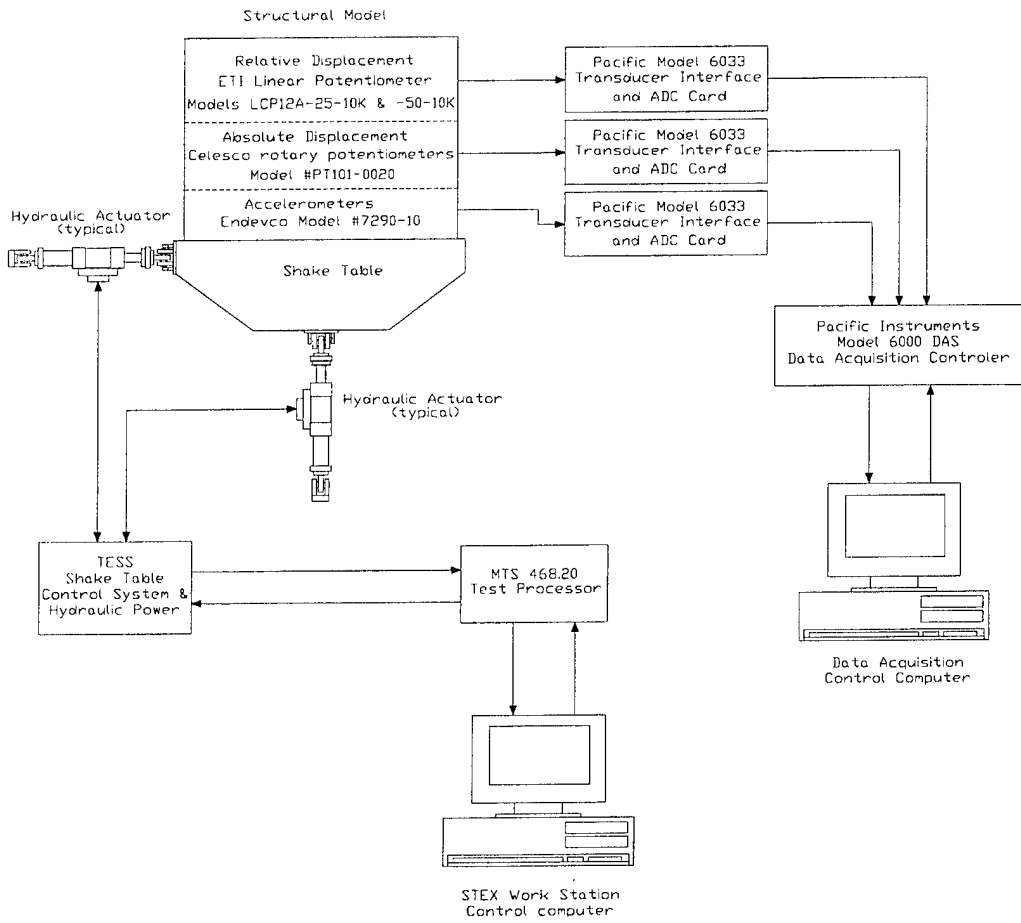 Structural Model
Relative Displacement
ETI Linear Potentiometer
Models LCP12A-25-10K & -50-10K
Absolute Displacement
Celesco rotary potentiometers
Model #PT101-0020
Accelerometers
Endevco Model #7290-10
Pacific Model 6033
Transducer Interface
and ADC Card
Pacific Model 6033
Transducer Interface
and ADC Card
Pacific Model 6033
Transducer Interface
and ADC Card
Hydraulic Actuator
(typical)
Shake Table
Pacific Instruments
Model 6000 DAS
Data Acquisition Controler
Hydraulic Actuator
(typical)
TESS
Shake Table
Control System &
Hydraulic Power
MTS 468.20
Test Processor
Data Acquisition
Control Computer
STEX Work Station
Control computer